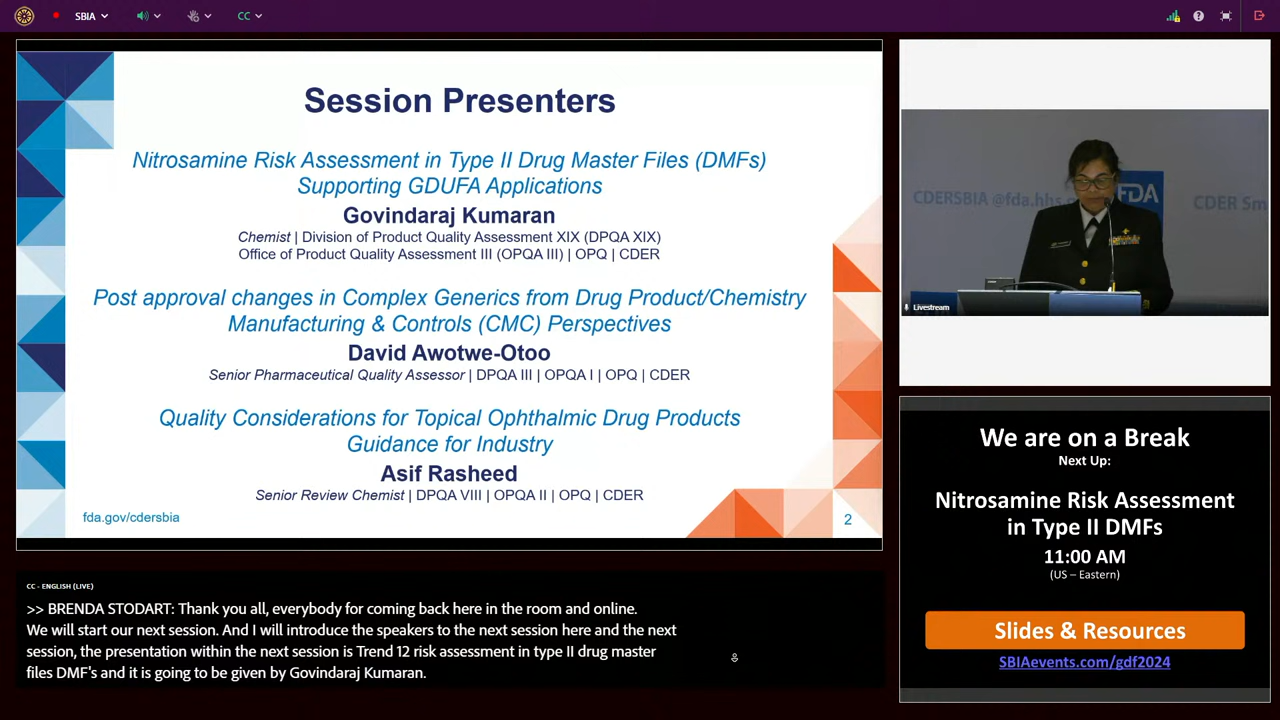 SBIA
CC
Session Presenters
Nitrosamine Risk Assessment in Type II Drug Master Files (DMFs)
Supporting GDUFA Applications
Govindaraj Kumaran
Chemist | Division of Product Quality Assessment XIX (DPQA XIX)
Office of Product Quality Assessment III (OPQA III) | OPQ | CDER
Post approval changes in Complex Generics from Drug Product/Chemistry
Manufacturing & Controls (CMC) Perspectives
David Awotwe-Otoo
Senior Pharmaceutical Quality Assessor | DPQA III | OPQA I | OPQ | CDER
Quality Considerations for Topical Ophthalmic Drug Products
Guidance for Industry
Asif Rasheed
Senior Review Chemist | DPQA VIII | OPQA II | OPQ | CDER
fda.gov/cdersbia
2
CDERSBIA @fda.hhs.
FDA
CDER Sm
Livestream
We are on a Break
Next Up:
Nitrosamine Risk Assessment
in Type II DMFs
11:00 AM
(US – Eastern)
Slides & Resources
SBIAevents.com/gdf2024
CC - ENGLISH (LIVE)
>> BRENDA STODART: Thank you all, everybody for coming back here in the room and online.
We will start our next session. And I will introduce the speakers to the next session here and the next
session, the presentation within the next session is Trend 12 risk assessment in type II drug master
files DMF's and it is going to be given by Govindaraj Kumaran.